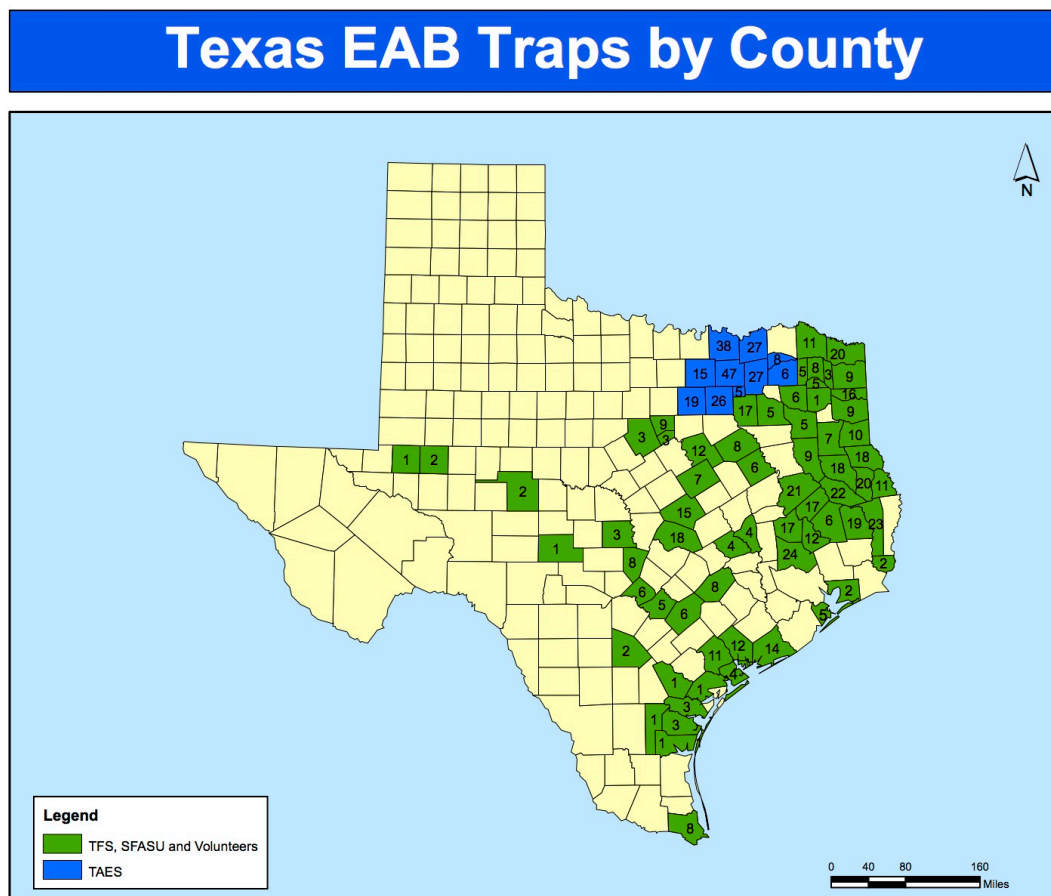 Texas EAB Traps by County
N
38 27
11 20
8
15 47 27 6 5 8 3 9
5
19 26 5 6 1 16
17 5 9
9 5
3 3 12 8 7 10
1 2 6 9 18 18
7 20 11
2 21 22
15 17
3 18 4 17 6 19 23
4 12
1 8 24
6 8 2
5 6 2
5
2 11 12 14
4
1 1
3
1 3
1
8
Legend
TFS, SFASU and Volunteers
TAES
0 40 80 160
Miles